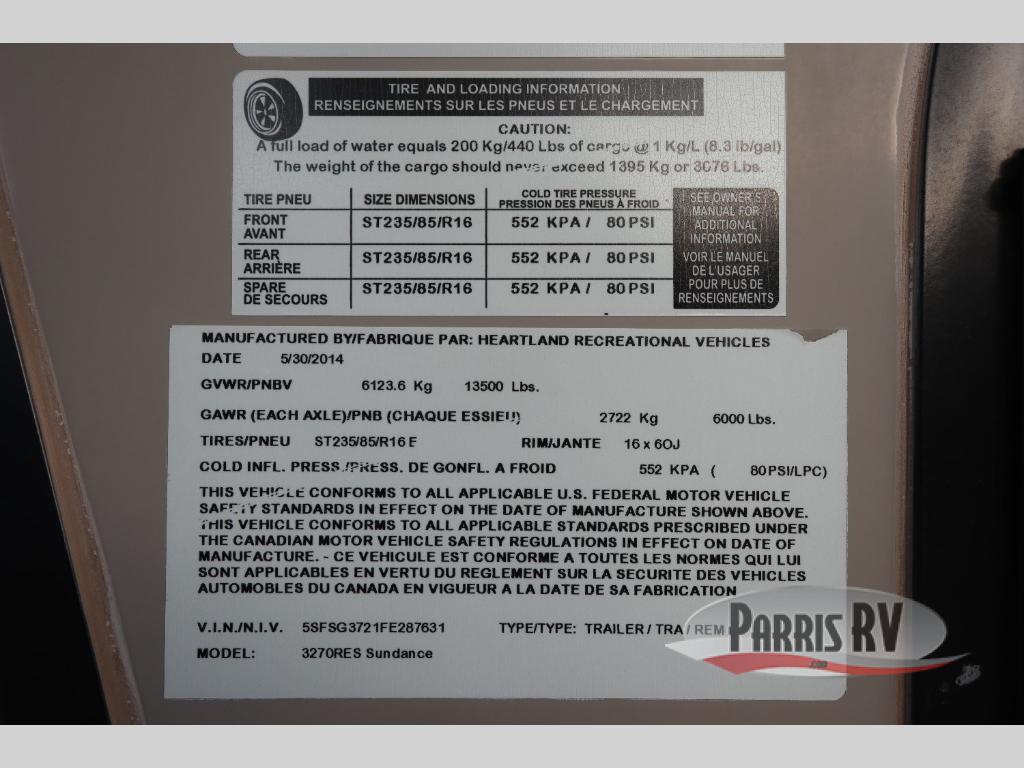 TIRE AND LOADING INFORMATION
RENSEIGNEMENTS SUR LES PNEUS ET LE CHARGEMENT
CAUTION:
A full load of water equals 200 Kg/440 Lbs of cargo @ 1 Kg/L (8.3 lb/gal)
The weight of the cargo should never exceed 1395 Kg or 3076 Lbs.
TIRE PNEU SIZE DIMENSIONS COLD TIRE PRESSURE
PRESSION DES PNEUS À FROID
FRONT
AVANT ST235/85/R16 552 KPA / 80 PSI
REAR
ARRIÈRE ST235/85/R16 552 KPA / 80 PSI
SPARE
DE SECOURS ST235/85/R16 552 KPA / 80 PSI
SEE OWNER'S
MANUAL FOR
ADDITIONAL
INFORMATION
VOIR LE MANUEL
DE L'USAGER
POUR PLUS DE
RENSEIGNEMENTS
MANUFACTURED BY/FABRIQUE PAR: HEARTLAND RECREATIONAL VEHICLES
DATE 5/30/2014
GVWR/PNBV 6123.6 Kg 13500 Lbs.
GAWR (EACH AXLE)/PNB (CHAQUE ESSIEU) 2722 Kg 6000 Lbs.
TIRES/PNEU ST235/85/R16 E RIM/JANTE 16 x 6OJ
COLD INFL. PRESS./PRESS. DE GONFL. A FROID 552 KPA ( 80 PSI/LPC)
THIS VEHICLE CONFORMS TO ALL APPLICABLE U.S. FEDERAL MOTOR VEHICLE
SAFETY STANDARDS IN EFFECT ON THE DATE OF MANUFACTURE SHOWN ABOVE.
THIS VEHICLE CONFORMS TO ALL APPLICABLE STANDARDS PRESCRIBED UNDER
THE CANADIAN MOTOR VEHICLE SAFETY REGULATIONS IN EFFECT ON DATE OF
MANUFACTURE. - CE VEHICULE EST CONFORME A TOUTES LES NORMES QUI LUI
SONT APPLICABLES EN VERTU DU REGLEMENT SUR LA SECURITE DES VEHICLES
AUTOMOBLES DU CANADA EN VIGUEUR A LA DATE DE SA FABRICATION
V.I.N./N.I.V. 5SFSG3721FE287631 TYPE/TYPE: TRAILER / TRA / REM
MODEL: 3270RES Sundance
PARRIS RV
.com